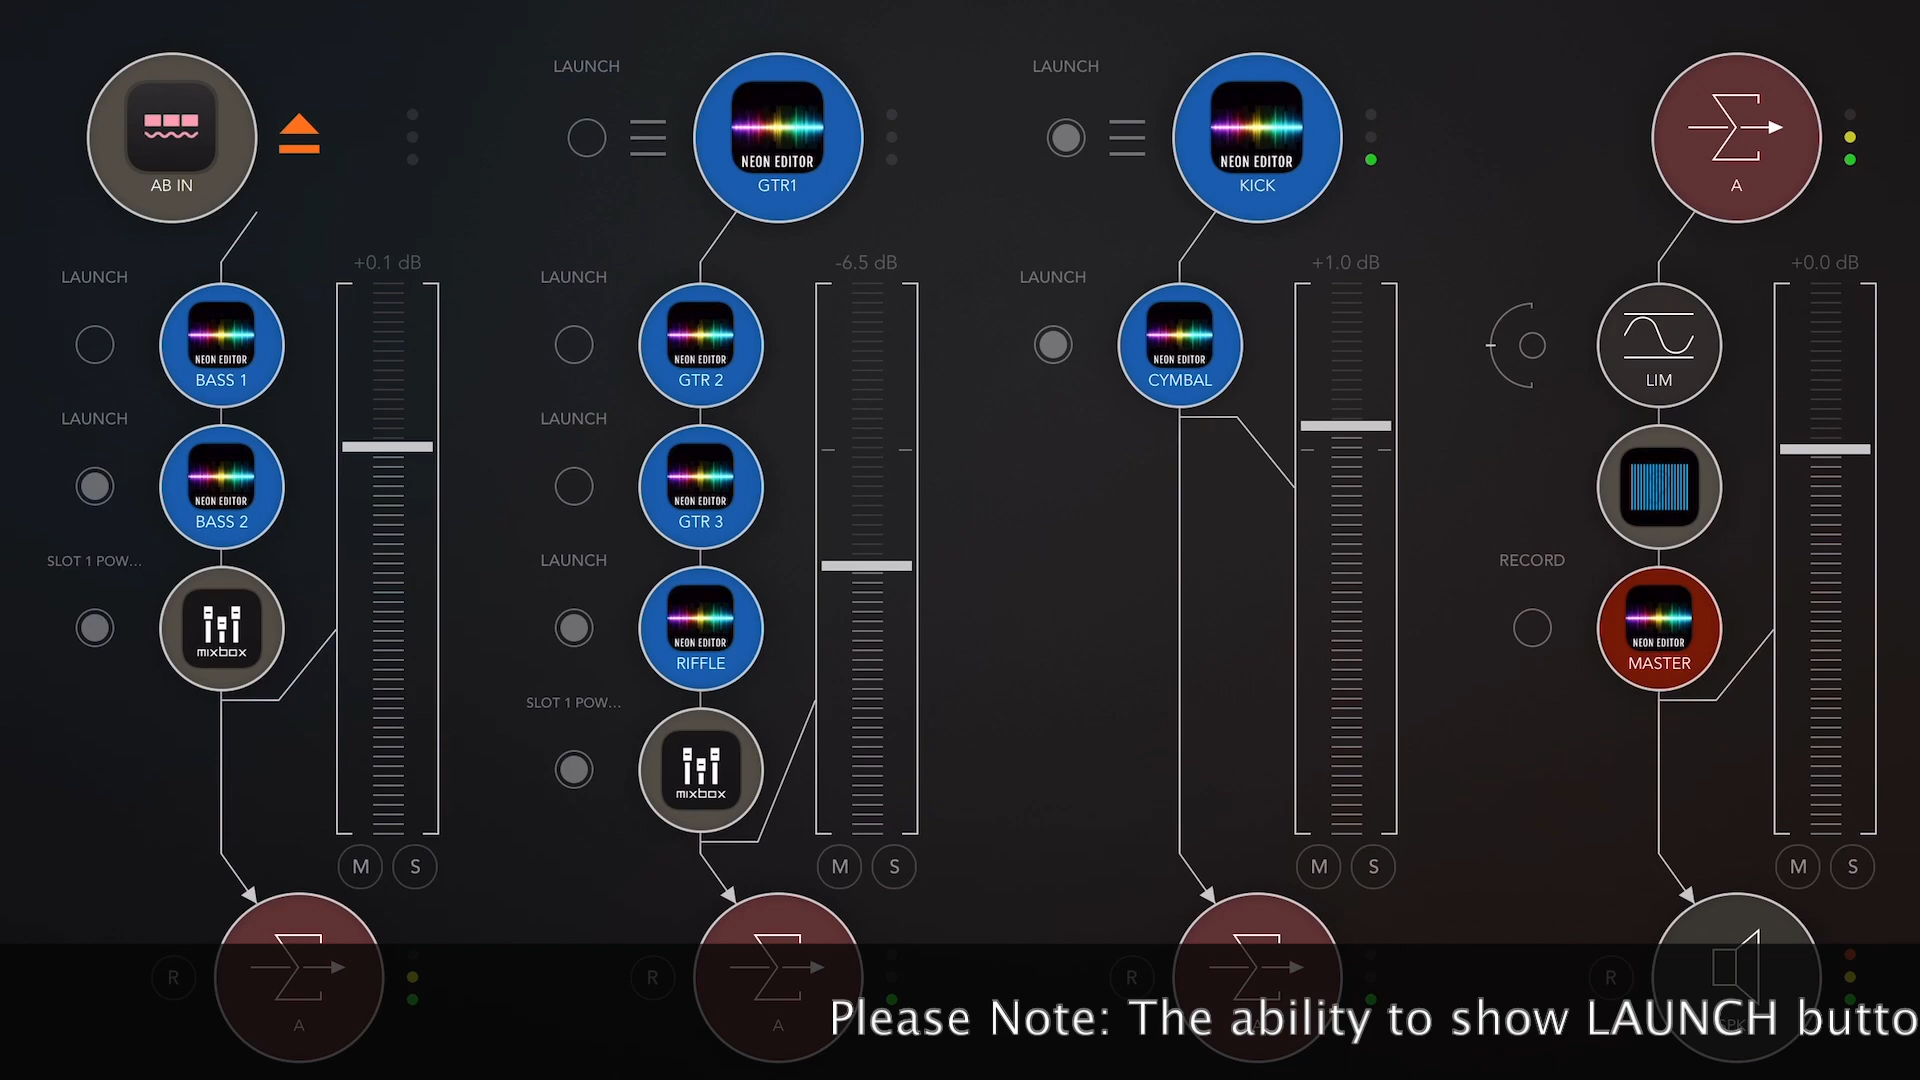 LAUNCH
NEON EDITOR
GTR1
LAUNCH
NEON EDITOR
KICK
AB IN
A
+0.1 dB
-6.5 dB
+1.0 dB
+0.0 dB
LAUNCH
NEON EDITOR
BASS 1
LAUNCH
NEON EDITOR
GTR 2
LAUNCH
NEON EDITOR
CYMBAL
LIM
LAUNCH
NEON EDITOR
BASS 2
LAUNCH
NEON EDITOR
GTR 3
SLOT 1 POW...
mixbox
LAUNCH
NEON EDITOR
RIFFLE
RECORD
NEON EDITOR
MASTER
SLOT 1 POW...
mixbox
M S
M S
M S
M S
R
A
R
A
R
R
Please Note: The ability to show LAUNCH butto